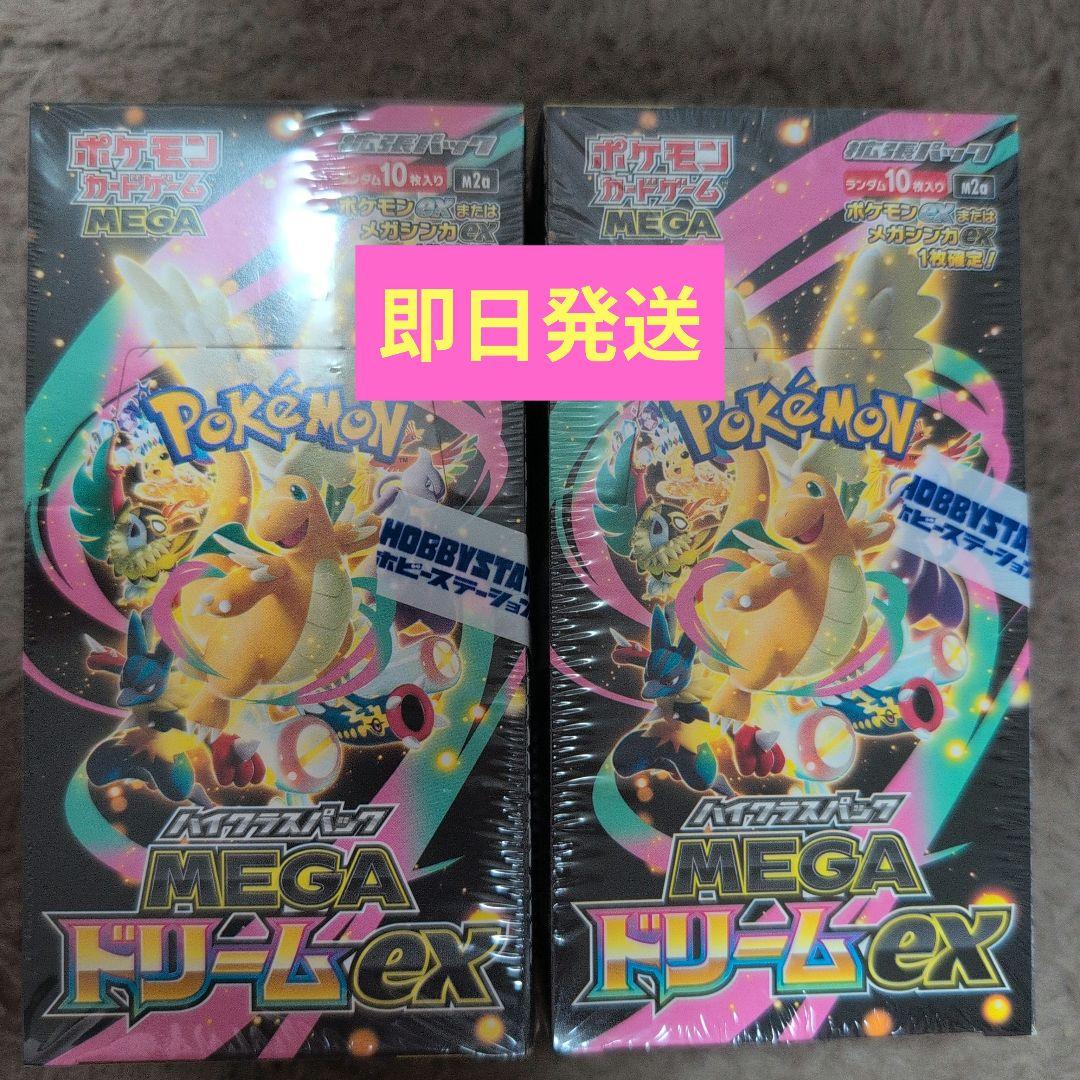 ポケモン
カードゲーム
MEGA
拡張パック
ランダム10枚入り
M2a
ポケモンexまたは
メガシンカex
POKéMON
HOBBYSTA
ホビーステーション
ハイクラスパック
MEGA
ドリームex
ポケモン
カードゲーム
MEGA
拡張パック
ランダム10枚入り
M2a
ポケモンexまたは
メガシンカex
1枚確定!
POKéMON
HOBBYSTA
ホビーステーション
ハイクラスパック
MEGA
ドリームex
即日発送